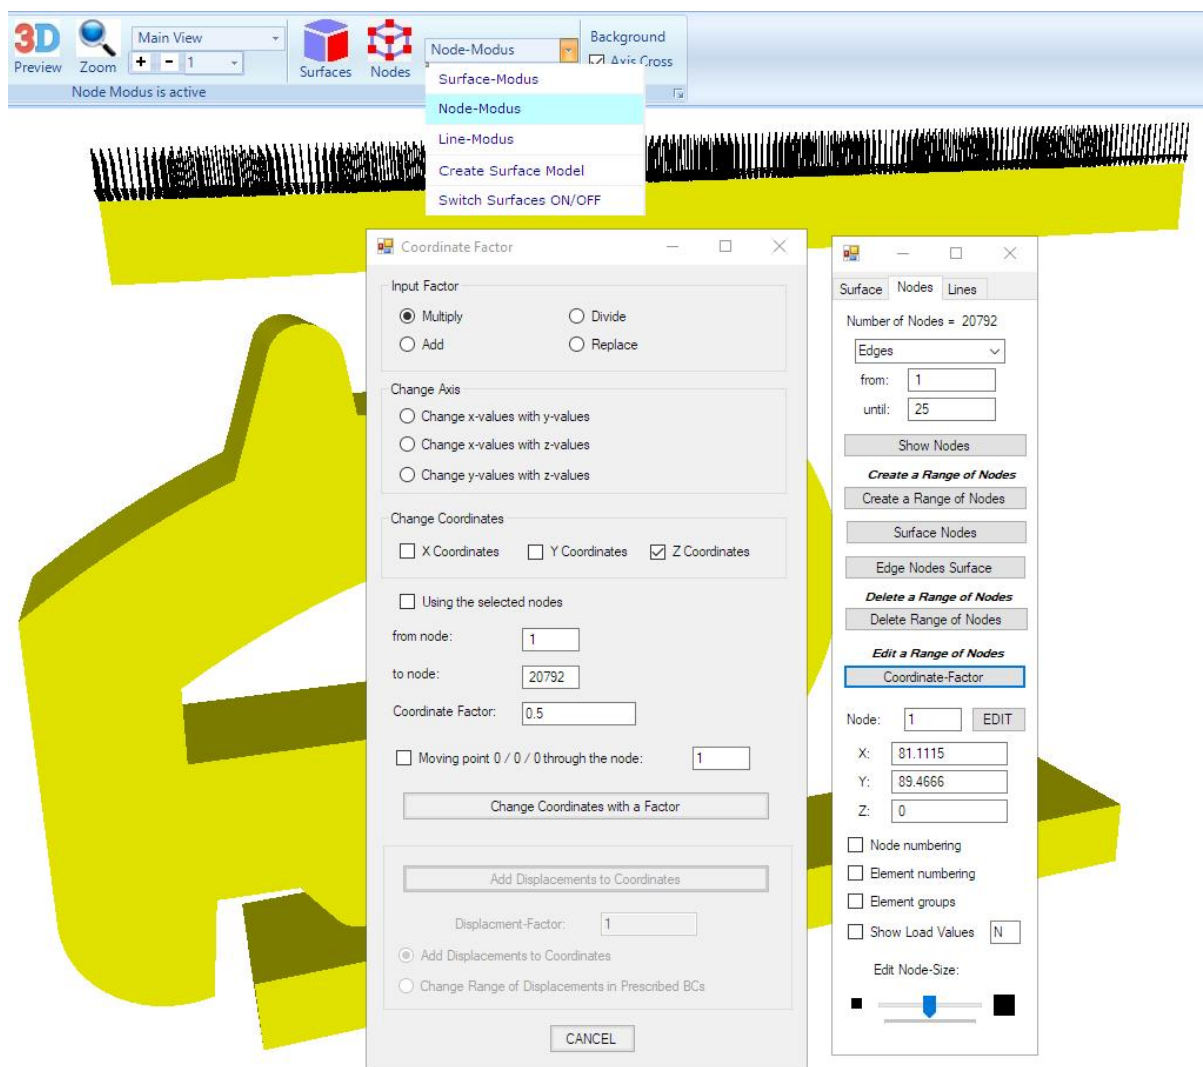 3D
Main View
Preview
Zoom
+ - 1
Surfaces
Nodes
Node-Modus
Background
Axis Cross
Node Modus is active
Surface-Modus
Node-Modus
Line-Modus
Create Surface Model
Switch Surfaces ON/OFF
Coordinate Factor
Input Factor
Multiply
Divide
Add
Replace
Change Axis
Change x-values with y-values
Change x-values with z-values
Change y-values with z-values
Change Coordinates
X Coordinates
Y Coordinates
Z Coordinates
Using the selected nodes
from node: 1
to node: 20792
Coordinate Factor: 0.5
Moving point 0 / 0 / 0 through the node: 1
Change Coordinates with a Factor
Add Displacements to Coordinates
Displacment-Factor: 1
Add Displacements to Coordinates
Change Range of Displacements in Prescribed BCs
CANCEL
Surface
Nodes
Lines
Number of Nodes = 20792
Edges
from: 1
until: 25
Show Nodes
Create a Range of Nodes
Create a Range of Nodes
Surface Nodes
Edge Nodes Surface
Delete a Range of Nodes
Delete Range of Nodes
Edit a Range of Nodes
Coordinate-Factor
Node: 1 EDIT
X: 81.1115
Y: 89.4666
Z: 0
Node numbering
Element numbering
Element groups
Show Load Values N
Edit Node-Size: